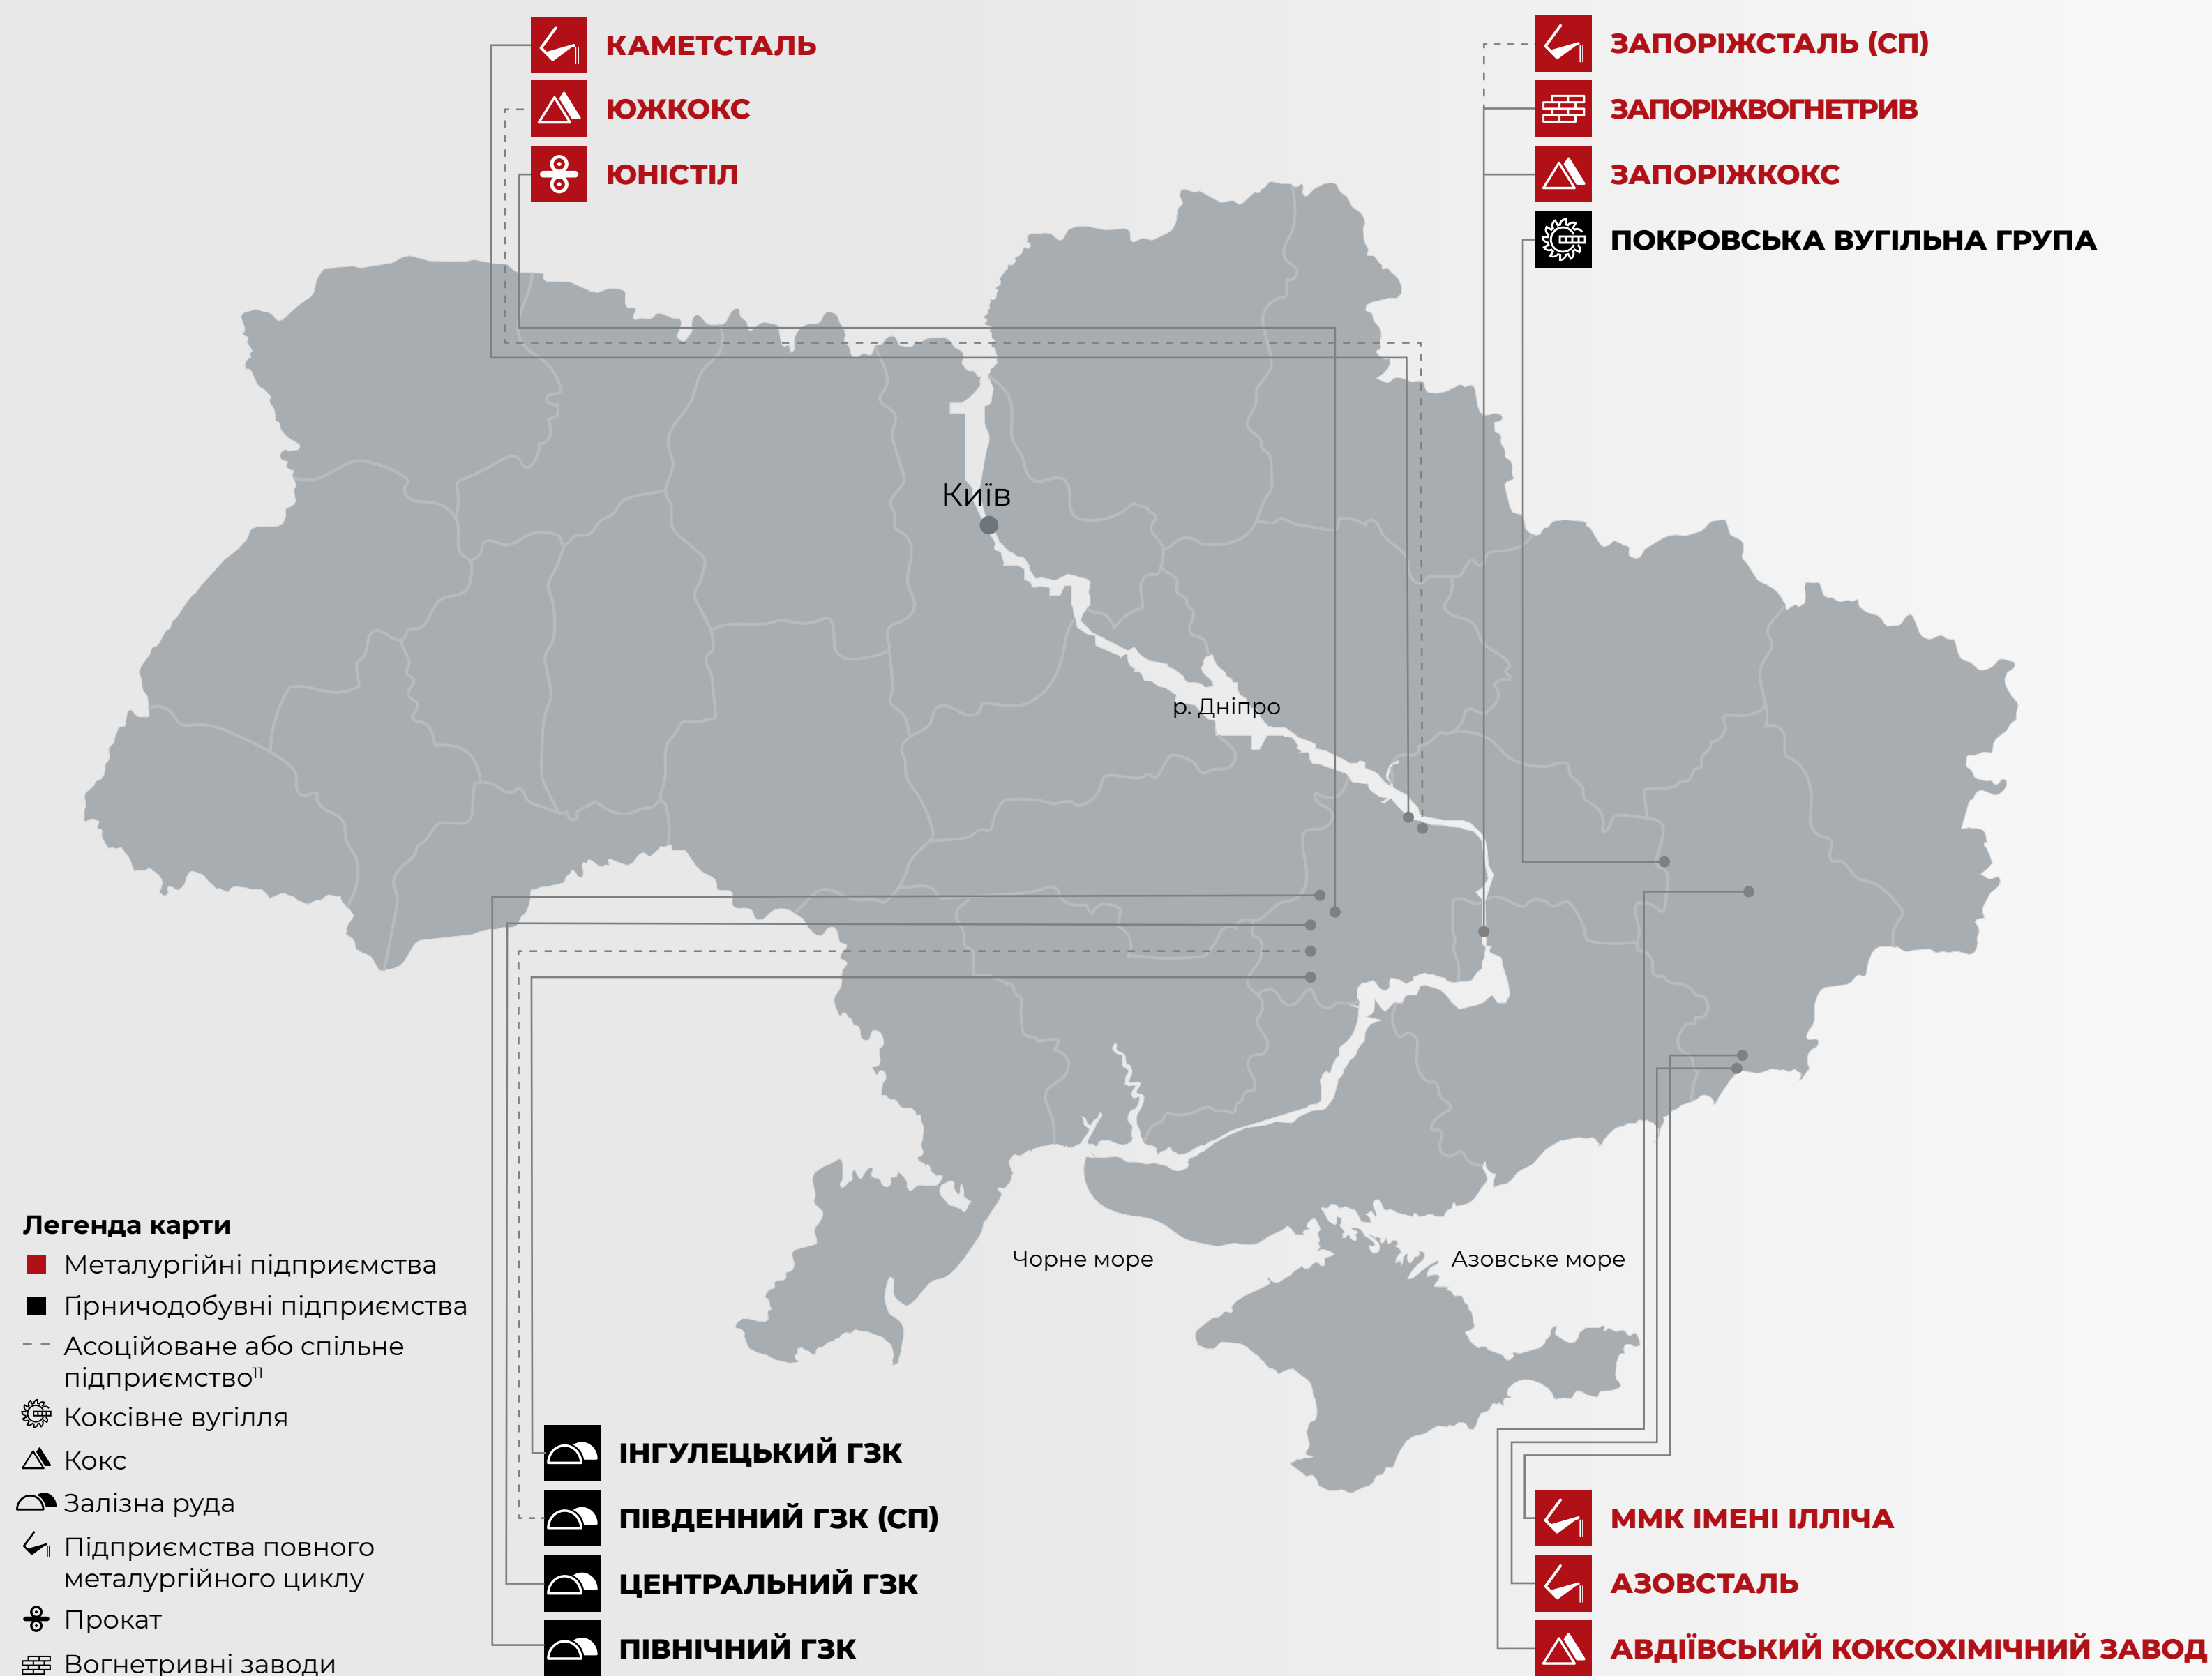 КАМЕТСТАЛЬ
ЮЖКОКС
ЮНІСТІЛ
ЗАПОРІЖСТАЛЬ (СП)
ЗАПОРІЖВОГНЕТРИВ
ЗАПОРІЖКОКС
ПОКРОВСЬКА ВУГІЛЬНА ГРУПА
Київ
р. Дніпро
Чорне море
Азовське море
Легенда карти
Металургійні підприємства
Гірничодобувні підприємства
Асоційоване або спільне
підприємство¹¹
Коксівне вугілля
Кокс
Залізна руда
Підприємства повного
металургійного циклу
Прокат
Вогнетривні заводи
ІНГУЛЕЦЬКИЙ ГЗК
ПІВДЕННИЙ ГЗК (СП)
ЦЕНТРАЛЬНИЙ ГЗК
ПІВНІЧНИЙ ГЗК
ММК ІМЕНІ ІЛЛІЧА
АЗОВСТАЛЬ
АВДІЇВСЬКИЙ КОКСОХІМІЧНИЙ ЗАВОД